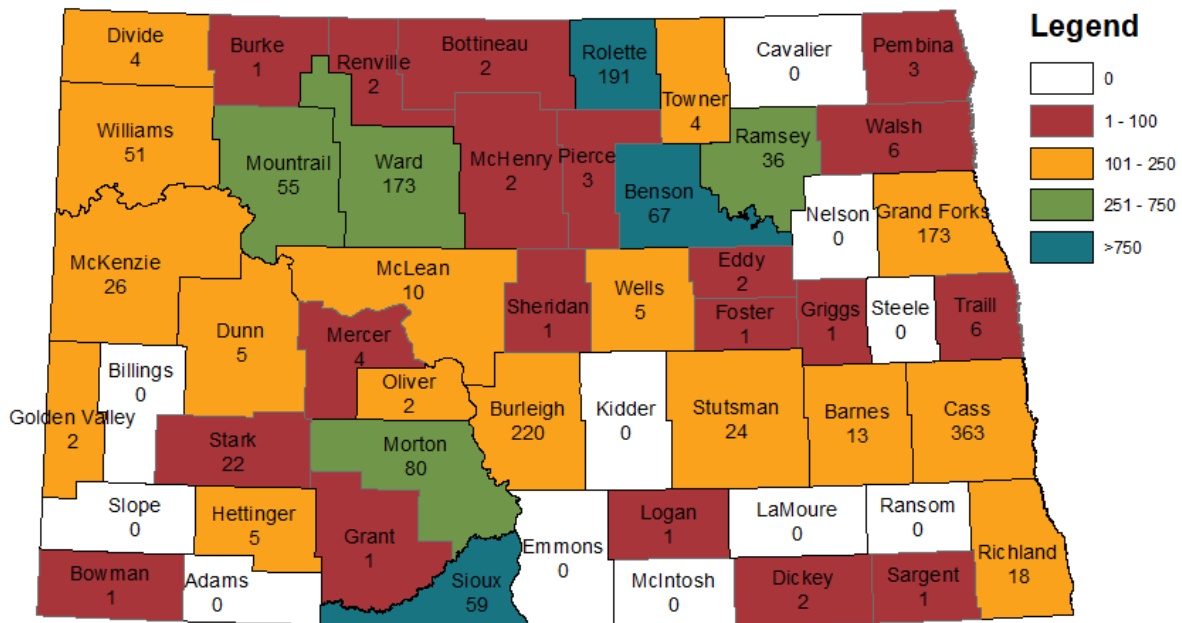 Divide
4
Burke
1
Renville
2
Bottineau
2
Rolette
191
Towner
4
Cavalier
0
Pembina
3
Williams
51
Mountrail
55
Ward
173
McHenry
2
Pierce
3
Benson
67
Ramsey
36
Walsh
6
Nelson
0
Grand Forks
173
McKenzie
26
Dunn
5
McLean
10
Mercer
4
Oliver
2
Sheridan
1
Wells
5
Eddy
2
Foster
1
Griggs
1
Steele
0
Traill
6
Golden Valley
2
Billings
0
Stark
22
Morton
80
Burleigh
220
Kidder
0
Stutsman
24
Barnes
13
Cass
363
Slope
0
Hettinger
5
Grant
1
Bowman
1
Adams
0
Sioux
59
Emmons
0
Logan
1
McIntosh
0
LaMoure
0
Dickey
2
Ransom
0
Sargent
1
Richland
18
Legend
0
1 - 100
101 - 250
251 - 750
>750